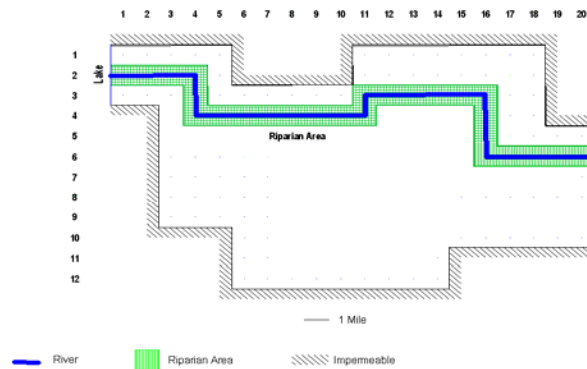 1 2 3 4 5 6 7 8 9 10 11 12 13 14 15 16 17 18 19 20
1
Lake
2
3
4
Riparian Area
5
6
7
8
9
10
11
12
1 Mile
River
Riparian Area
Impermeable